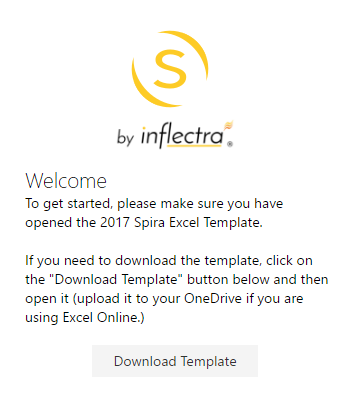 S
by inflectra®
Welcome
To get started, please make sure you have
opened the 2017 Spira Excel Template.
If you need to download the template, click on
the "Download Template" button below and then
open it (upload it to your OneDrive if you are
using Excel Online.)
Download Template